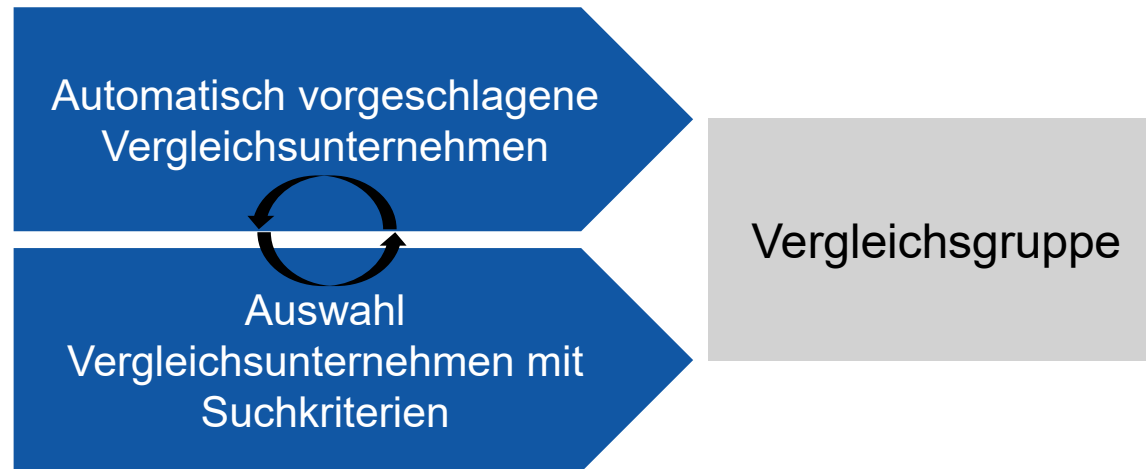 Automatisch vorgeschlagene
Vergleichsunternehmen
Auswahl
Vergleichsunternehmen mit
Suchkriterien
Vergleichsgruppe